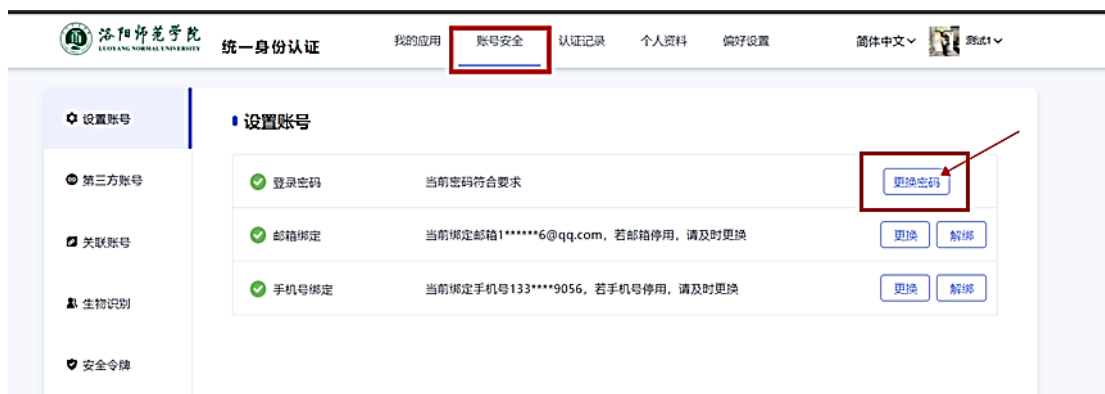 洛阳师范学院
LUOYANG NORMAL UNIVERSITY
统一身份认证
我的应用 账号安全 认证记录 个人资料 偏好设置 简体中文 测试1
设置账号
第三方账号
关联账号
生物识别
安全令牌
设置账号
登录密码 当前密码符合要求 更换密码
邮箱绑定 当前绑定邮箱1******6@qq.com，若邮箱停用，请及时更换 更换 解绑
手机号绑定 当前绑定手机号133****9056，若手机号停用，请及时更换 更换 解绑